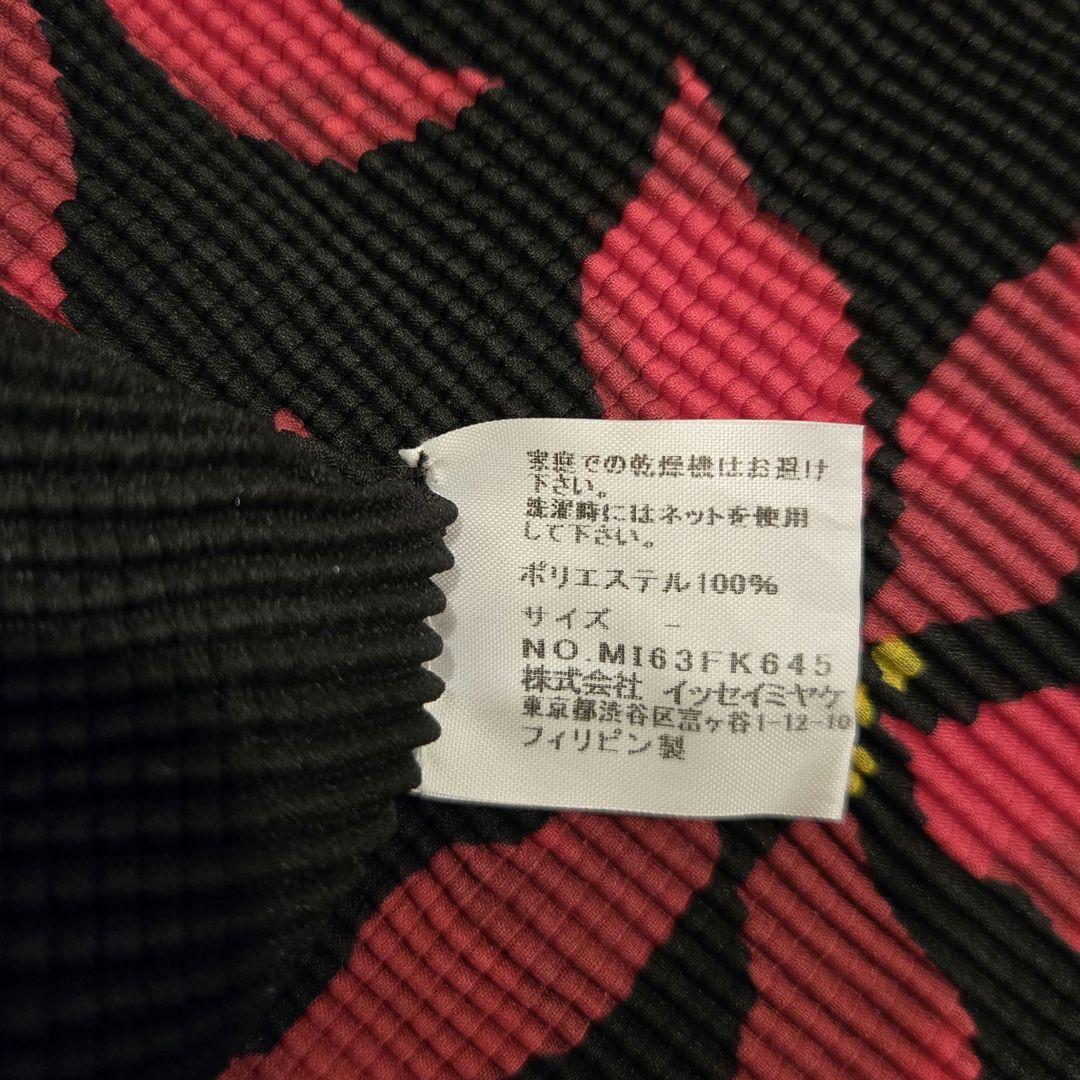 家庭での乾燥機はお避け
下さい。
洗濯時にはネットを使用
して下さい。
ポリエステル100%
サイズ －
NO.MI63FK645
株式会社 イッセイミヤケ
東京都渋谷区富ヶ谷1-12-10
フィリピン製